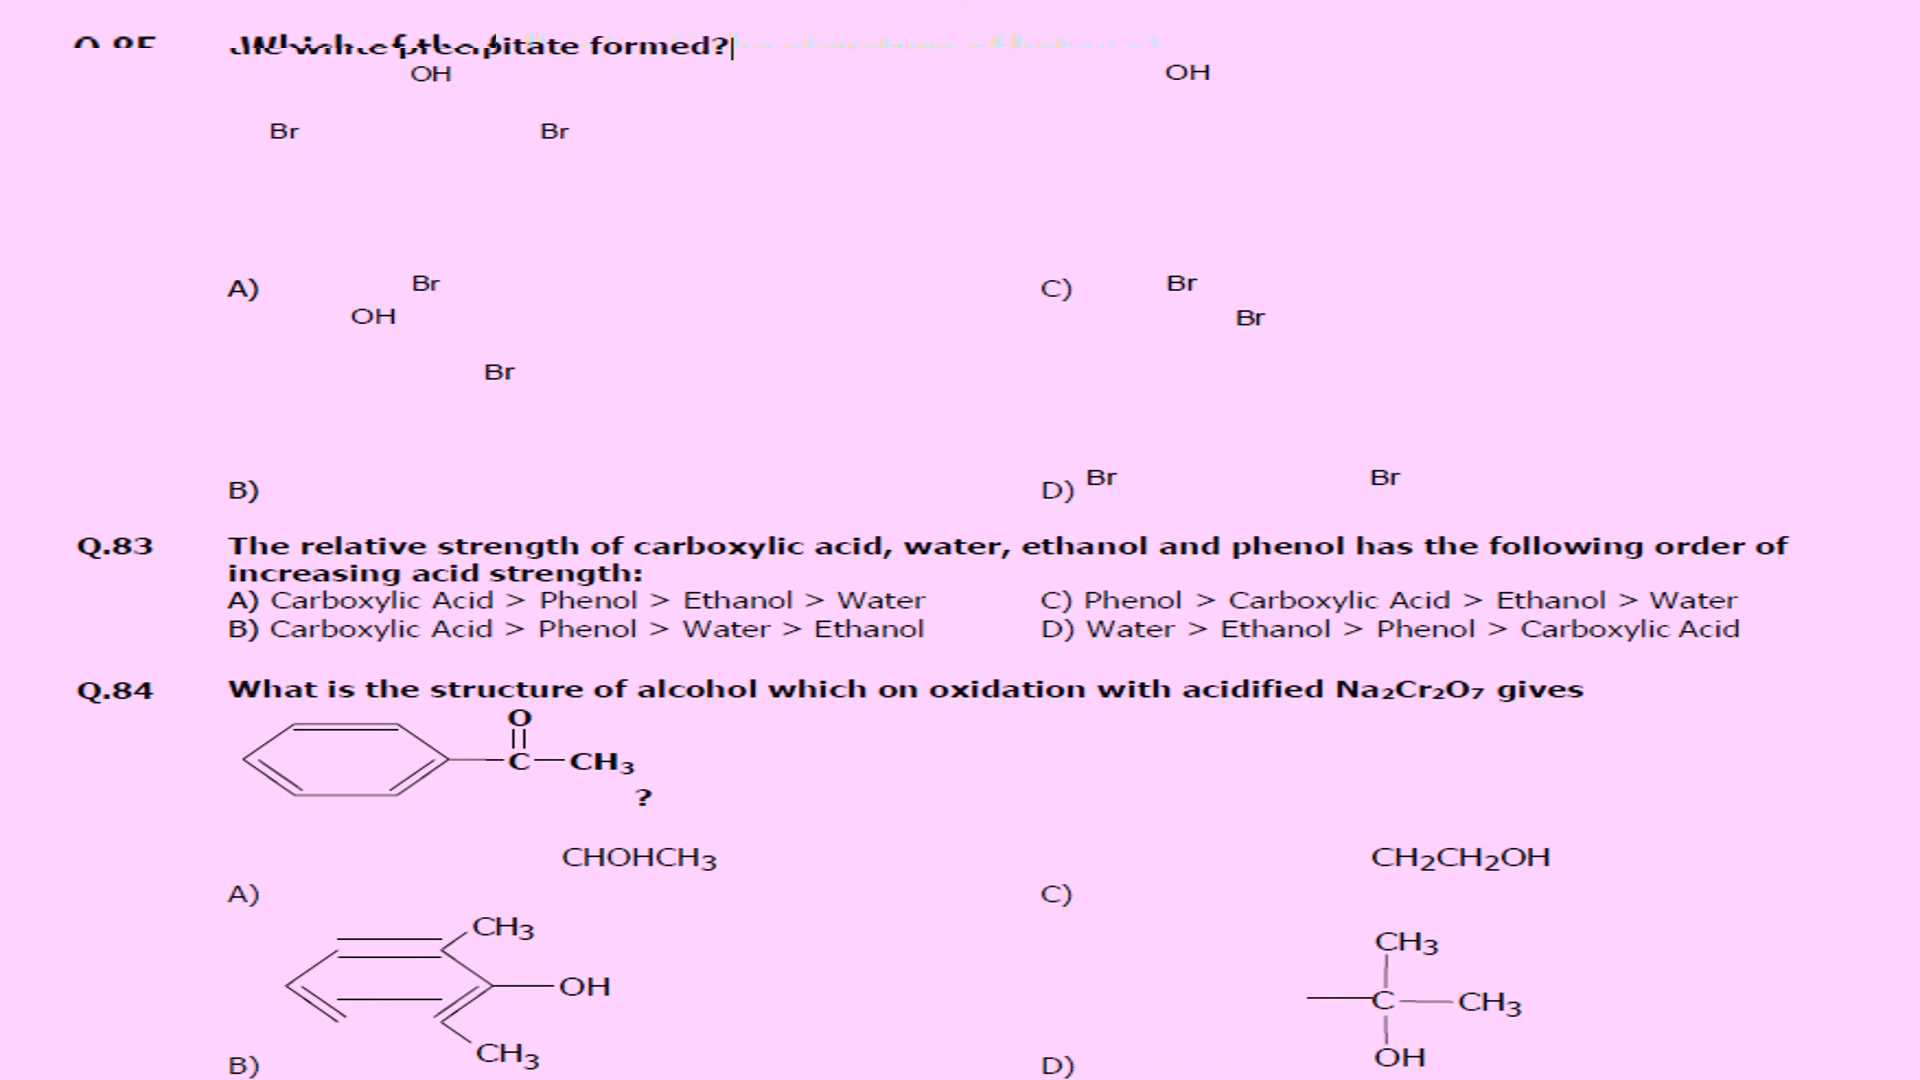 pitate formed?
OH
OH
Br
Br
A)
Br
C)
Br
OH
Br
Br
B)
D)
Br
Br
Q.83 The relative strength of carboxylic acid, water, ethanol and phenol has the following order of
increasing acid strength:
A) Carboxylic Acid > Phenol > Ethanol > Water
C) Phenol > Carboxylic Acid > Ethanol > Water
B) Carboxylic Acid > Phenol > Water > Ethanol
D) Water > Ethanol > Phenol > Carboxylic Acid
Q.84 What is the structure of alcohol which on oxidation with acidified Na₂Cr₂O₇ gives
O
C CH₃
?
CHOHCH₃
CH₂CH₂OH
A)
C)
CH₃
CH₃
OH
C CH₃
CH₃
OH
B)
D)